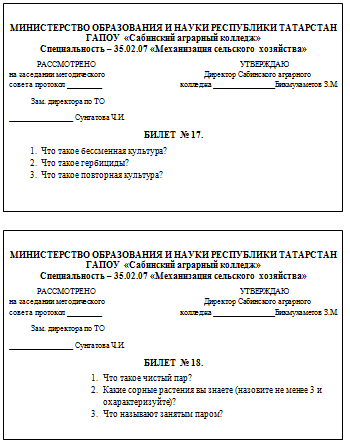 МИНИСТЕРСТВО ОБРАЗОВАНИЯ И НАУКИ РЕСПУБЛИКИ ТАТАРСТАН
ГАПОУ «Сабинский аграрный колледж»
Специальность – 35.02.07 «Механизация сельского хозяйства»
РАССМОТРЕНО УТВЕРЖДАЮ
на заседании методического Директор Сабинского аграрного
совета протокол ________ колледжа ______________Бикмухаметов З.М
Зам. директора по ТО
______________ Сунгатова Ч.И.
БИЛЕТ № 17.
1. Что такое бессменная культура?
2. Что такое гербициды?
3. Что такое повторная культура?
МИНИСТЕРСТВО ОБРАЗОВАНИЯ И НАУКИ РЕСПУБЛИКИ ТАТАРСТАН
ГАПОУ «Сабинский аграрный колледж»
Специальность – 35.02.07 «Механизация сельского хозяйства»
РАССМОТРЕНО УТВЕРЖДАЮ
на заседании методического Директор Сабинского аграрного
совета протокол ________ колледжа ______________Бикмухаметов З.М
Зам. директора по ТО
______________ Сунгатова Ч.И.
БИЛЕТ № 18.
1. Что такое чистый пар?
2. Какие сорные растения вы знаете (назовите не менее 3 и
охарактеризуйте)?
3. Что называют занятым паром?